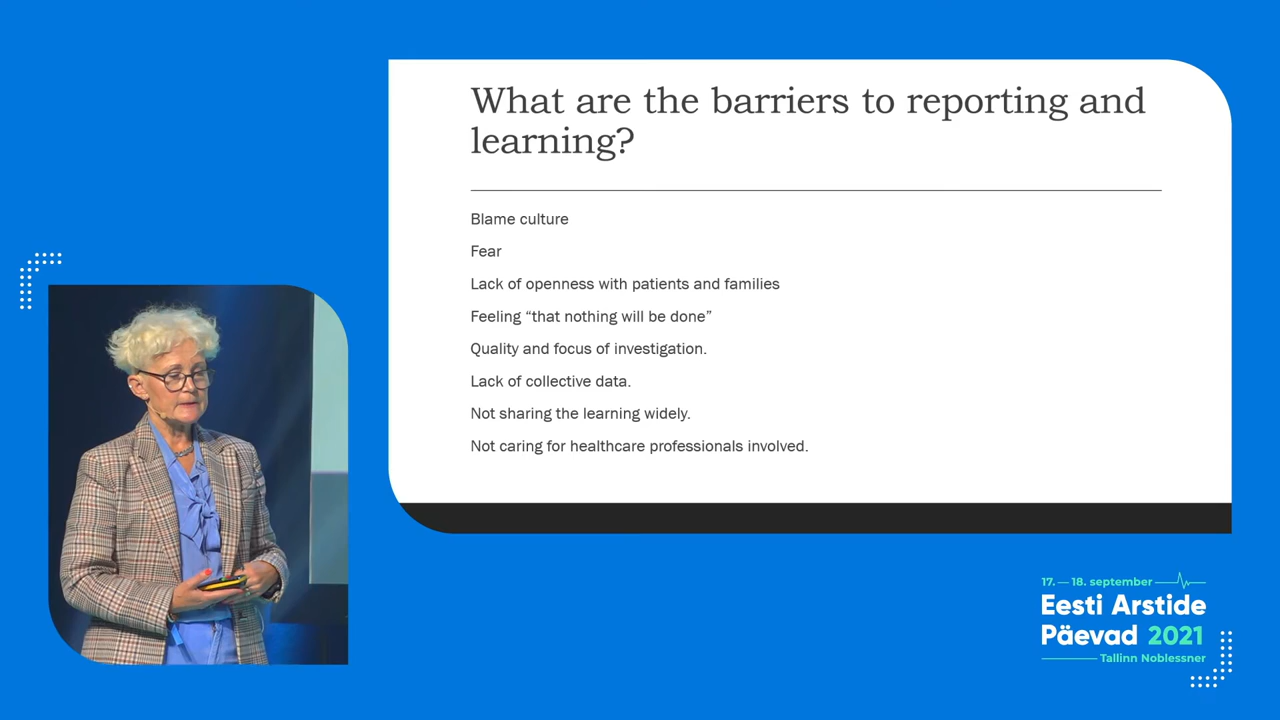 What are the barriers to reporting and
learning?
Blame culture
Fear
Lack of openness with patients and families
Feeling “that nothing will be done”
Quality and focus of investigation.
Lack of collective data.
Not sharing the learning widely.
Not caring for healthcare professionals involved.
17. — 18. september
Eesti Arstide
Päevad 2021
Tallinn Noblessner